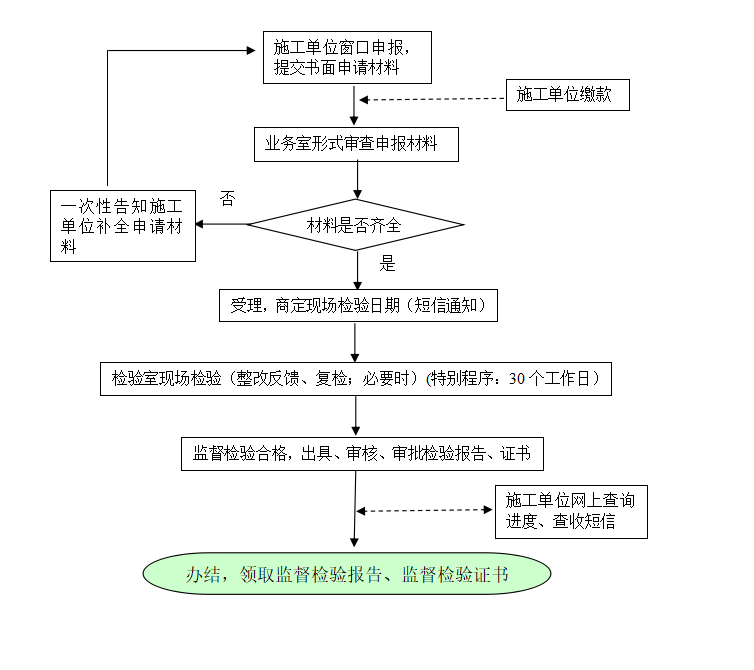 施工单位窗口申报，
提交书面申请材料
施工单位缴款
业务室形式审查申报材料
否
一次性告知施工
单位补全申请材
料
材料是否齐全
是
受理，商定现场检验日期（短信通知）
检验室现场检验（整改反馈、复检；必要时）(特别程序：30个工作日）
监督检验合格，出具、审核、审批检验报告、证书
施工单位网上查询
进度、查收短信
办结，领取监督检验报告、监督检验证书